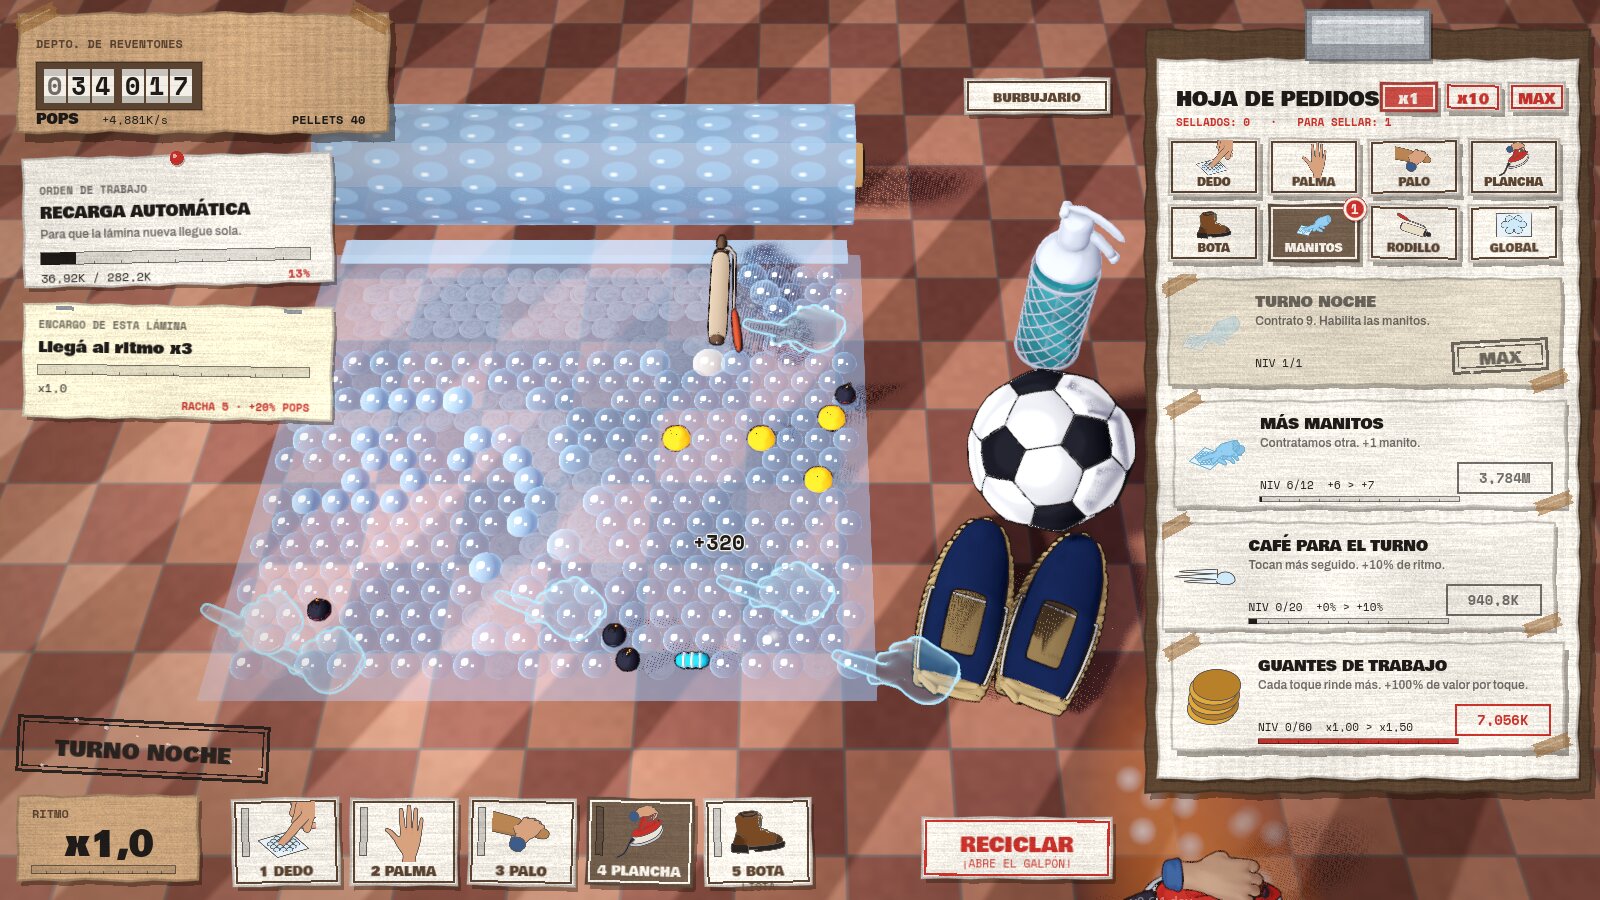 DEPTO. DE REVENTONES
034 017
POPS +4,881K/s PELLETS 40
ORDEN DE TRABAJO
RECARGA AUTOMÁTICA
Para que la lámina nueva llegue sola.
36,92K / 282,2K 13%
ENCARGO DE ESTA LÁMINA
Llegá al ritmo x3
x1,0
RACHA 5 · +20% POPS
BURBUJARIO
+320
HOJA DE PEDIDOS x1 x10 MAX
SELLADOS: 0 · PARA SELLAR: 1
DEDO PALMA PALO PLANCHA
BOTA MANITOS 1 RODILLO GLOBAL
TURNO NOCHE
Contrato 9. Habilita las manitos.
NIV 1/1 MAX
MÁS MANITOS
Contratamos otra. +1 manito.
NIV 6/12 +6 > +7 3,784M
CAFÉ PARA EL TURNO
Tocan más seguido. +10% de ritmo.
NIV 0/20 +0% > +10% 940,8K
GUANTES DE TRABAJO
Cada toque rinde más. +100% de valor por toque.
NIV 0/60 x1,00 > x1,50 7,056K
TURNO NOCHE
RITMO
x1,0
1 DEDO 2 PALMA 3 PALO 4 PLANCHA 5 BOTA
RECICLAR
¡ABRE EL GALPÓN!